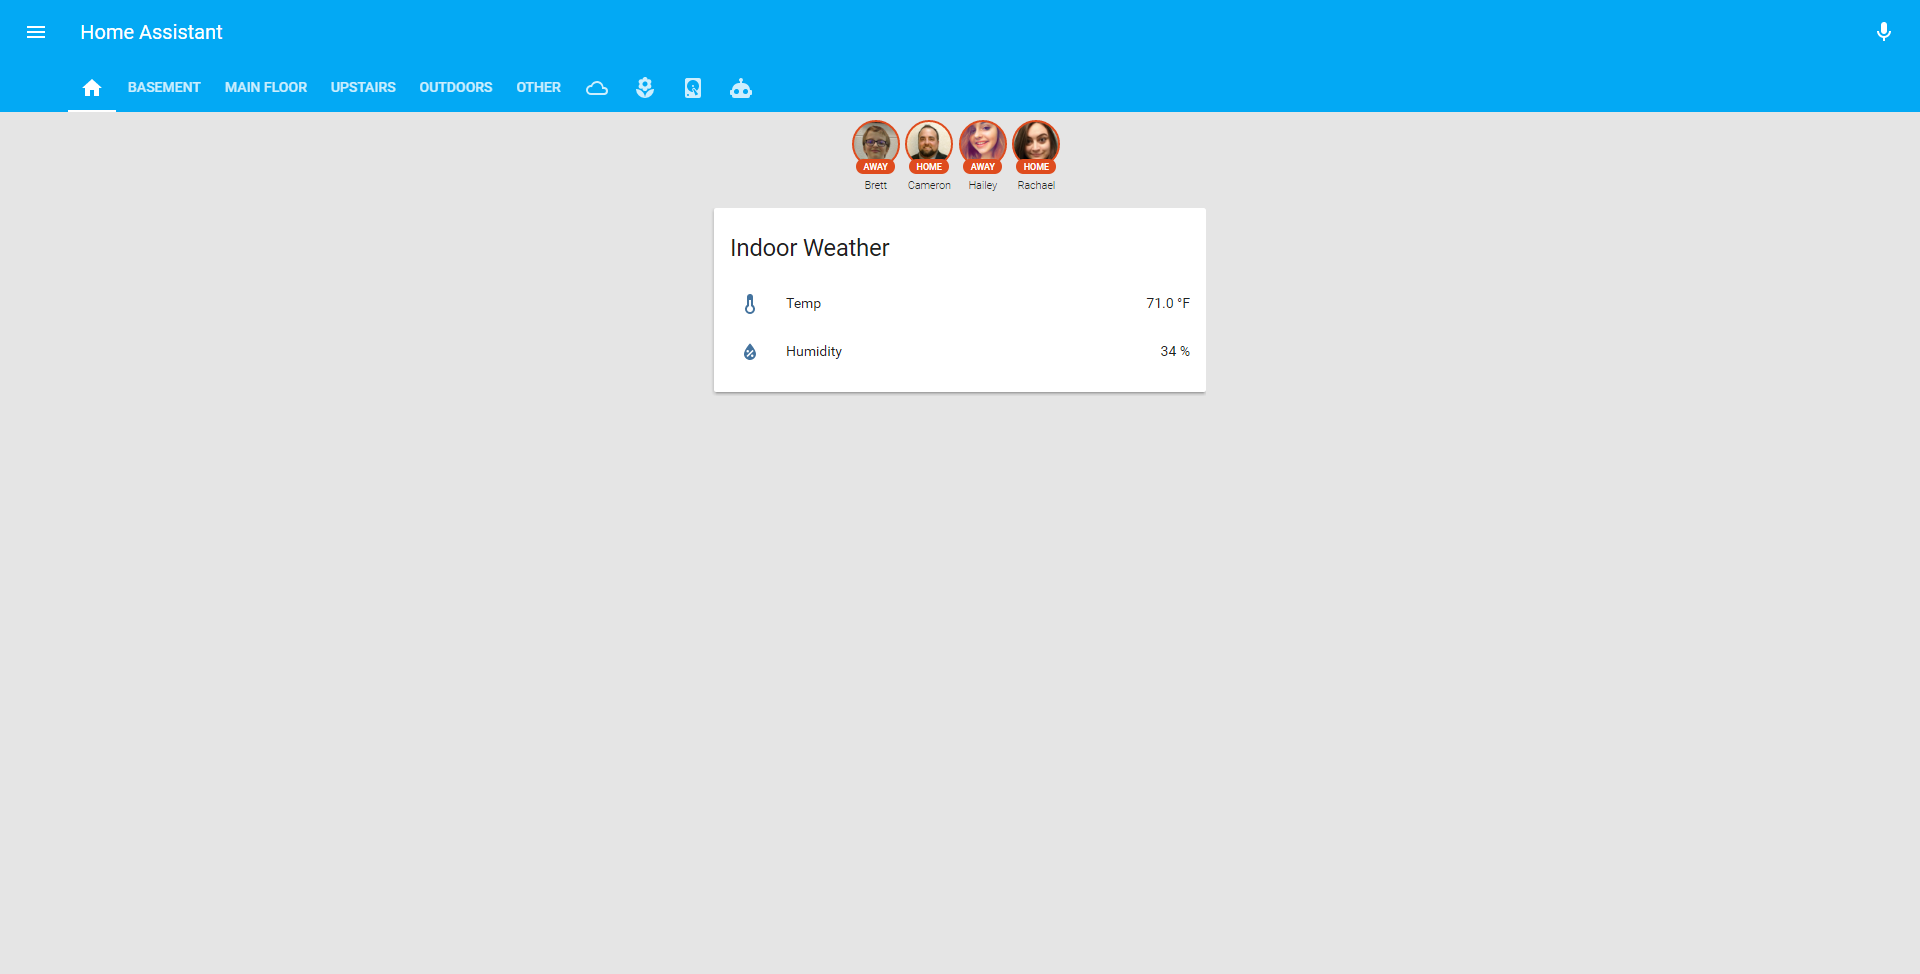 Home Assistant
BASEMENT MAIN FLOOR UPSTAIRS OUTDOORS OTHER
AWAY HOME AWAY HOME
Brett Cameron Hailey Rachael
Indoor Weather
Temp 71.0 °F
Humidity 34 %